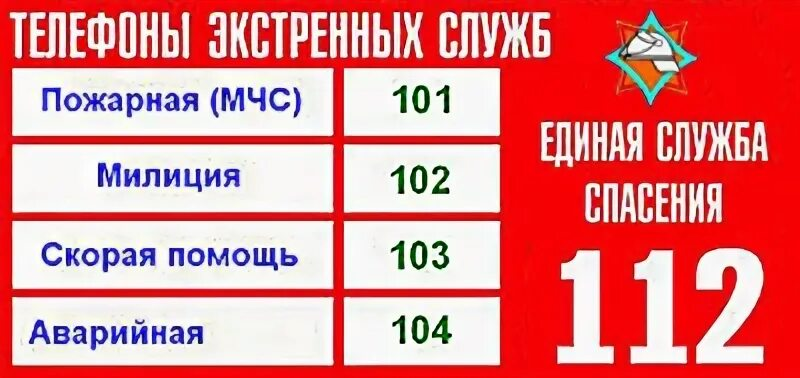 ТЕЛЕФОНЫ ЭКСТРЕННЫХ СЛУЖБ
Пожарная (МЧС) 101
Милиция 102
Скорая помощь 103
Аварийная 104
ЕДИНАЯ СЛУЖБА
СПАСЕНИЯ
112